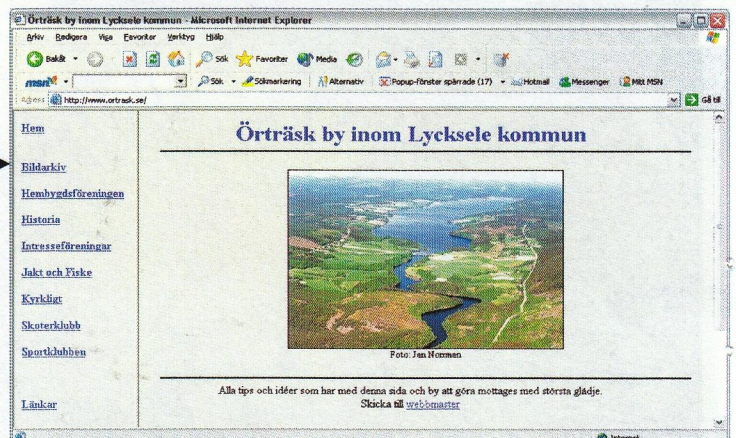 Örträsk by inom Lycksele kommun - Microsoft Internet Explorer
Arkiv Redigera Visa Favoriter Verktyg Hjälp
Bakåt Sök Favoriter Media
msn Sök Sökmarkering Alternativ Popup-fönster spärrade (17) Hotmail Messenger Mitt MSN
Adress http://www.ortrask.se/ Gå till
Hem
Örträsk by inom Lycksele kommun
Bildarkiv
Hembygdsföreningen
Historia
Intresseföreningar
Jakt och Fiske
Kyrkligt
Skoterklubb
Sportklubben
Foto: Jan Norrman
Alla tips och idéer som har med denna sida och by att göra mottages med största glädje.
Länkar
Skicka till webbmaster
Internet